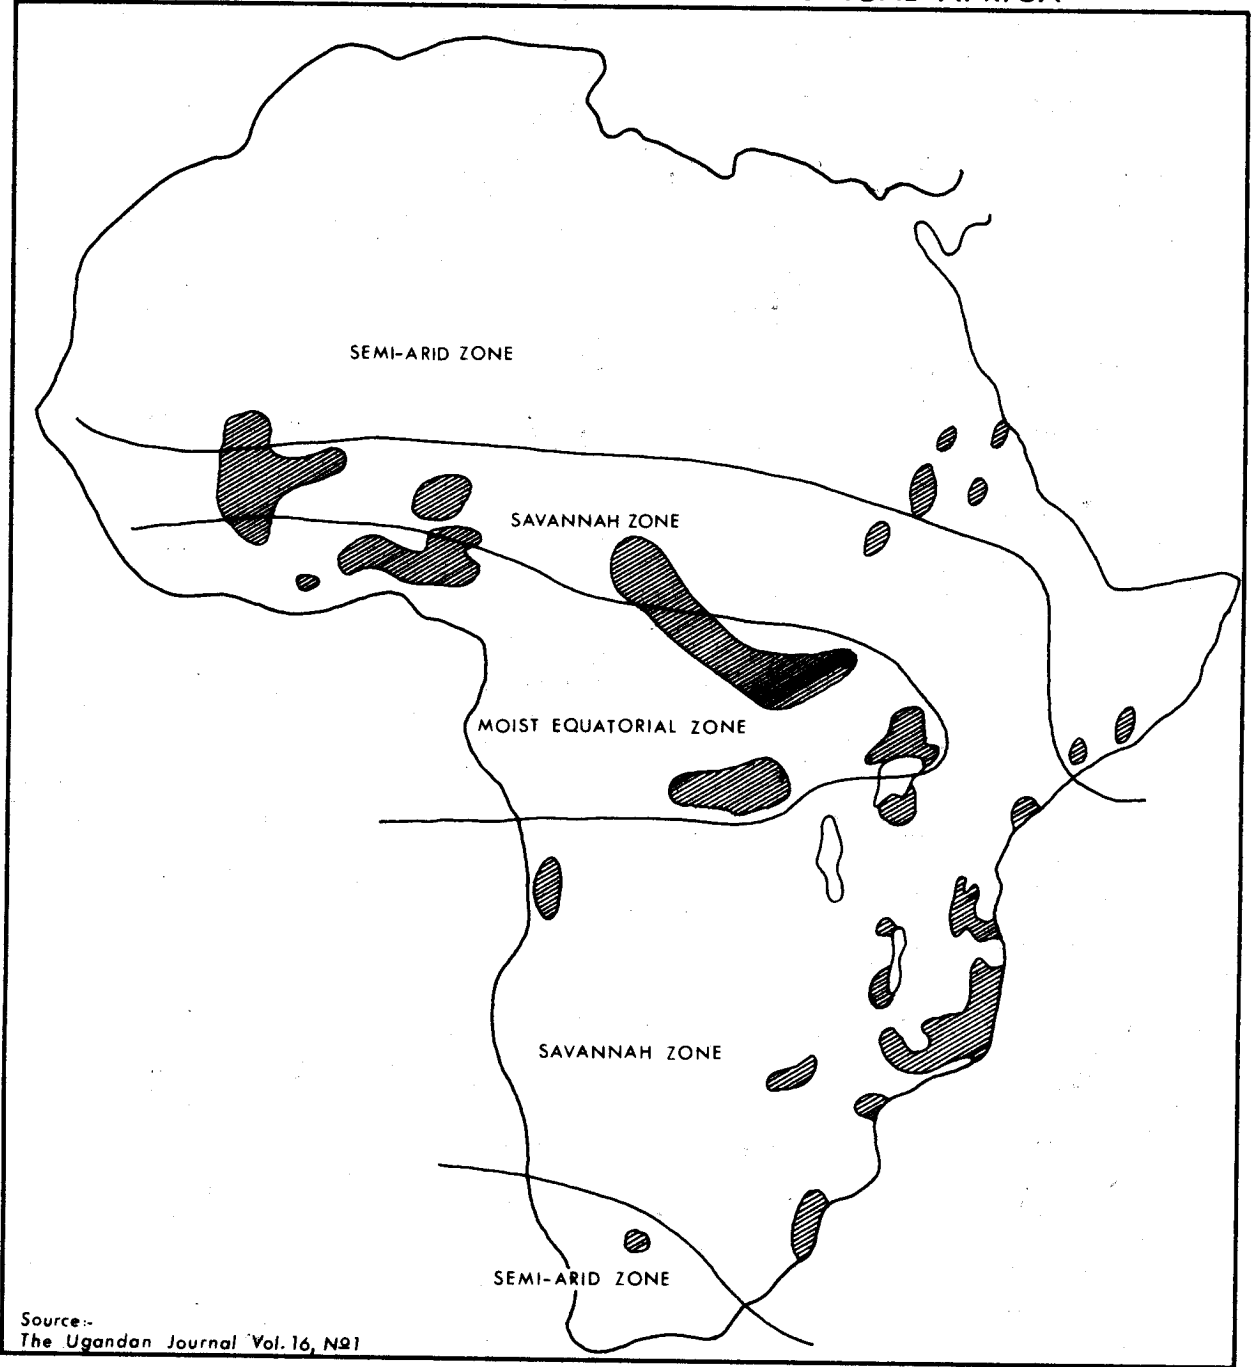 AFRICA
SEMI-ARID ZONE
SAVANNAH ZONE
MOIST EQUATORIAL ZONE
SAVANNAH ZONE
SEMI-ARID ZONE
Source:-
The Ugandan Journal Vol. 16, Nº1